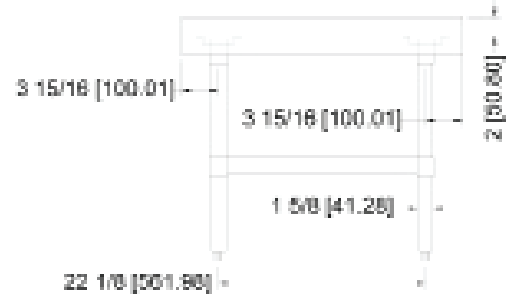 3 15/16 [100.01]
3 15/16 [100.01]
2 [50.80]
1 5/8 [41.28]
22 1/8 [561.98]